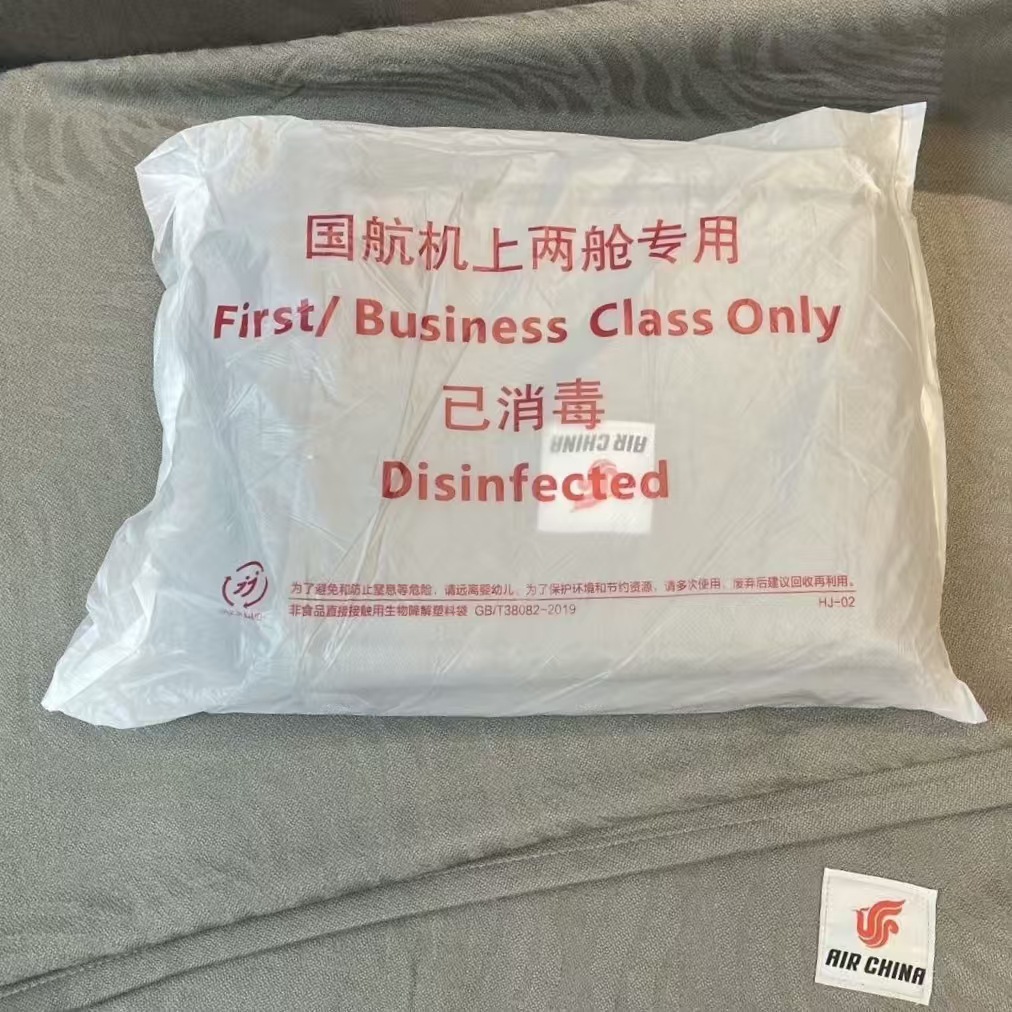 国航机上两舱专用
First/ Business Class Only
已消毒
AIR CHINA
Disinfected
为了避免和防止窒息等危险，请远离婴幼儿。为了保护环境和节约资源，请多次使用，废弃后建议回收再利用。
非食品直接接触用生物降解塑料袋 GB/T38082-2019
HJ-02
AIR CHINA